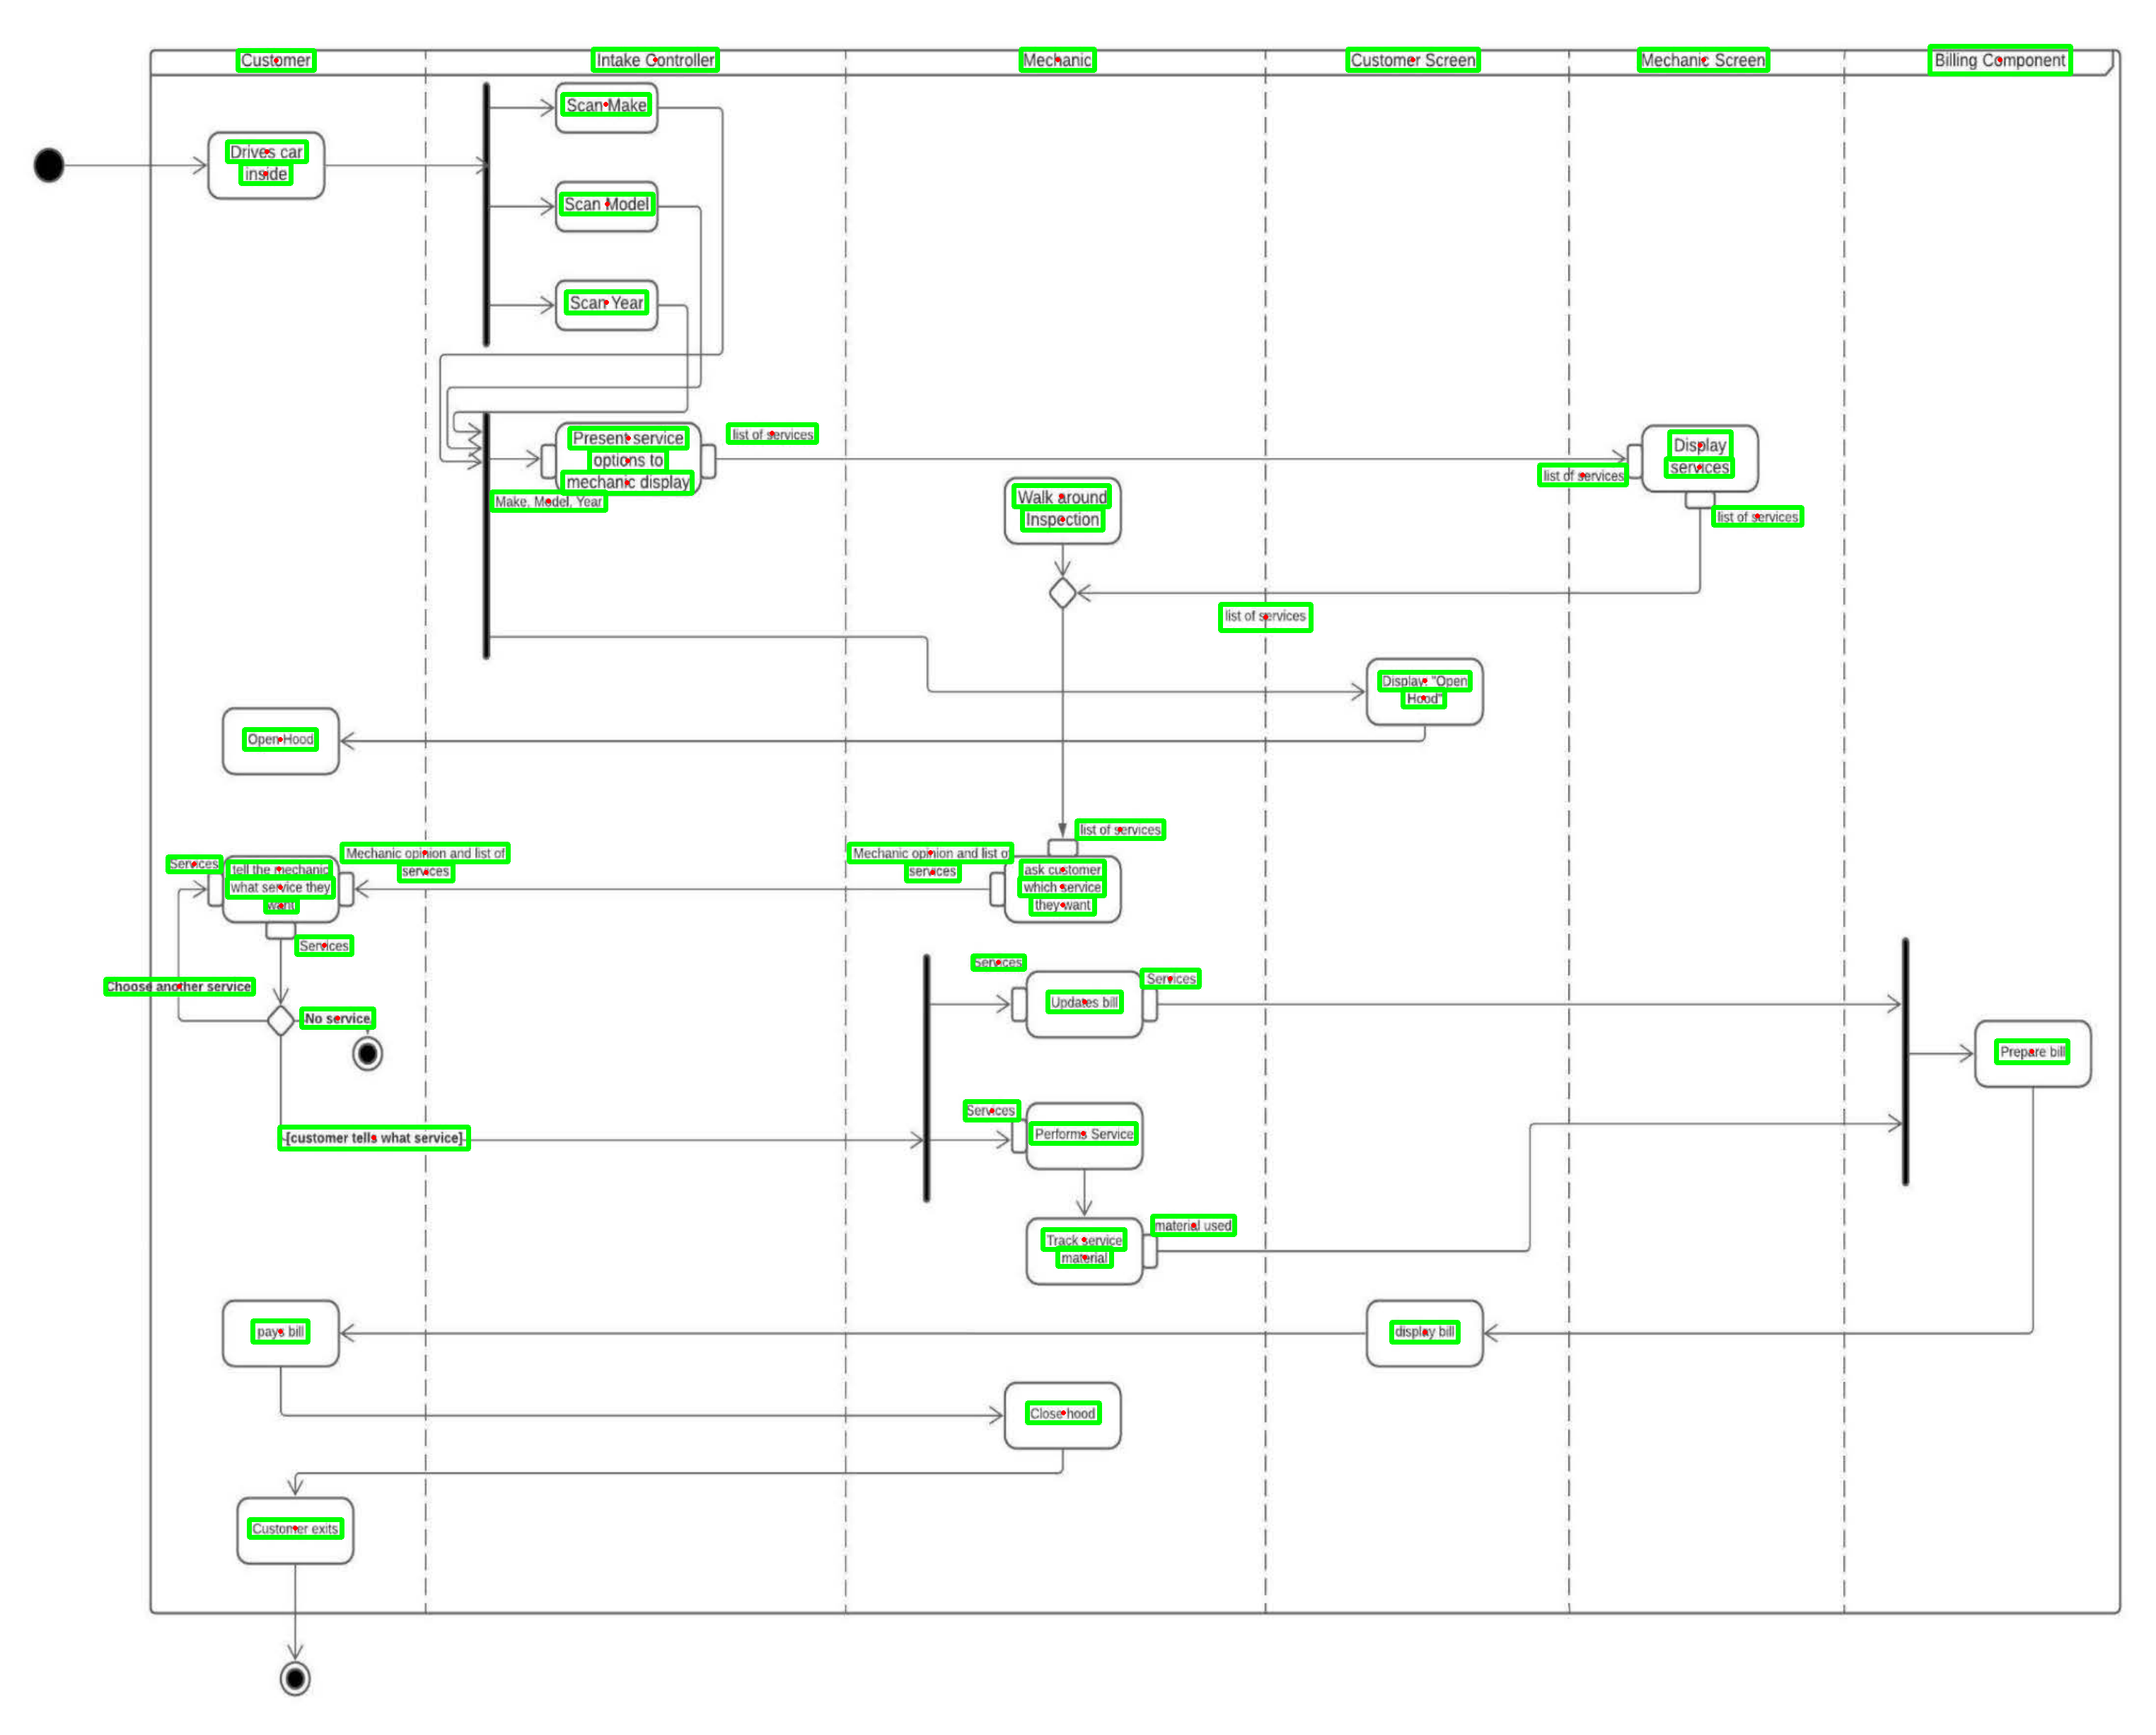 Customer
Intake Controller
Mechanic
Customer Screen
Mechanic Screen
Billing Component
Scan Make
Drives car
inside
Scan Model
Scan Year
Present service
options to
mechanic display
list of services
Make, Model, Year
Display
services
list of services
list of services
Walk around
Inspection
list of services
Display: "Open
Hood"
Open Hood
list of services
Services
tell the mechanic
what service they
want
Mechanic opinion and list of
services
Mechanic opinion and list of
services
ask customer
which service
they want
Services
Choose another service
No service
Services
Updates bill
Services
Prepare bill
Services
Performs Service
[customer tells what service]
Track service
material
material used
pays bill
display bill
Close hood
Customer exits